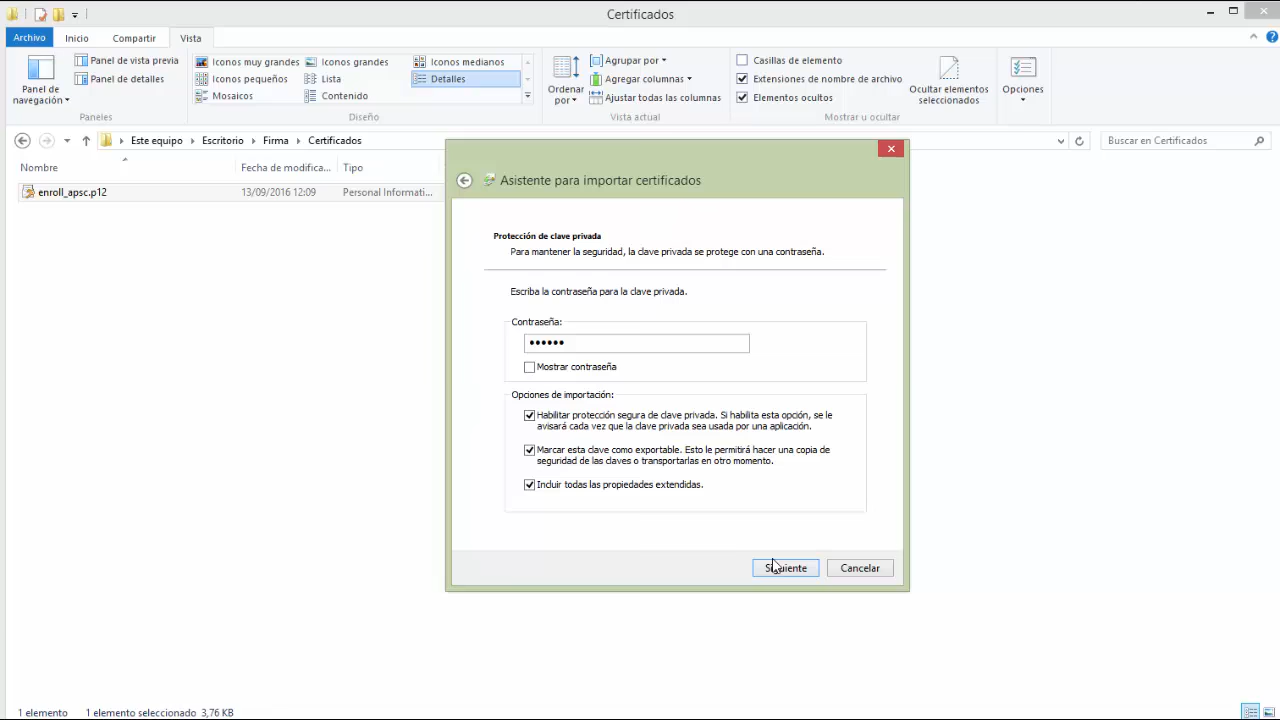 Certificados
Archivo Inicio Compartir Vista
Panel de navegación
Panel de vista previa
Panel de detalles
Paneles
Iconos muy grandes Iconos grandes Iconos medianos
Iconos pequeños Lista Detalles
Mosaicos Contenido
Diseño
Ordenar por
Agrupar por
Agregar columnas
Ajustar todas las columnas
Vista actual
Casillas de elemento
Extensiones de nombre de archivo
Elementos ocultos
Ocultar elementos
seleccionados
Mostrar u ocultar
Opciones
Este equipo Escritorio Firma Certificados
Buscar en Certificados
Nombre Fecha de modifica... Tipo
enroll_apsc.p12 13/09/2016 12:09 Personal Informati...
Asistente para importar certificados
Protección de clave privada
Para mantener la seguridad, la clave privada se protege con una contraseña.
Escriba la contraseña para la clave privada.
Contraseña:
••••••
Mostrar contraseña
Opciones de importación:
Habilitar protección segura de clave privada. Si habilita esta opción, se le
avisará cada vez que la clave privada sea usada por una aplicación.
Marcar esta clave como exportable. Esto le permitirá hacer una copia de
seguridad de las claves o transportarlas en otro momento.
Incluir todas las propiedades extendidas.
Siguiente Cancelar
1 elemento 1 elemento seleccionado 3,76 KB